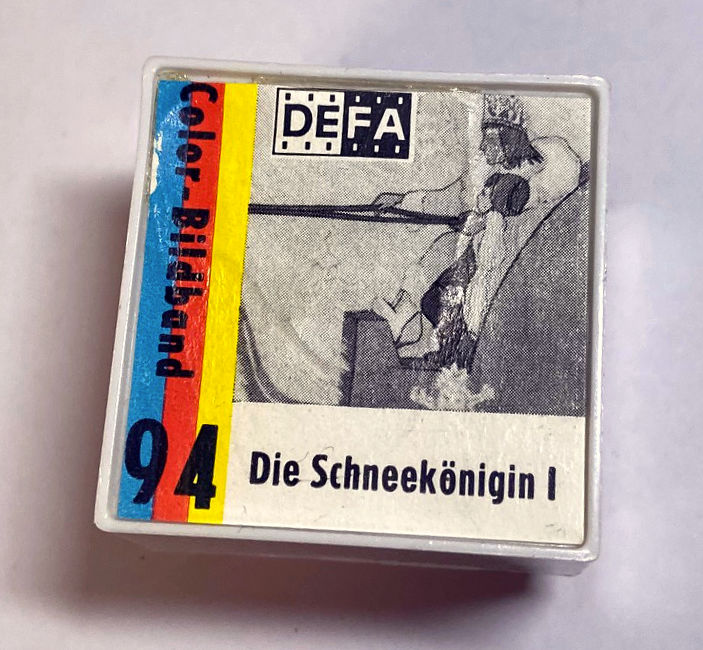 DEFA
Color-Bildband
94
Die Schneekönigin I